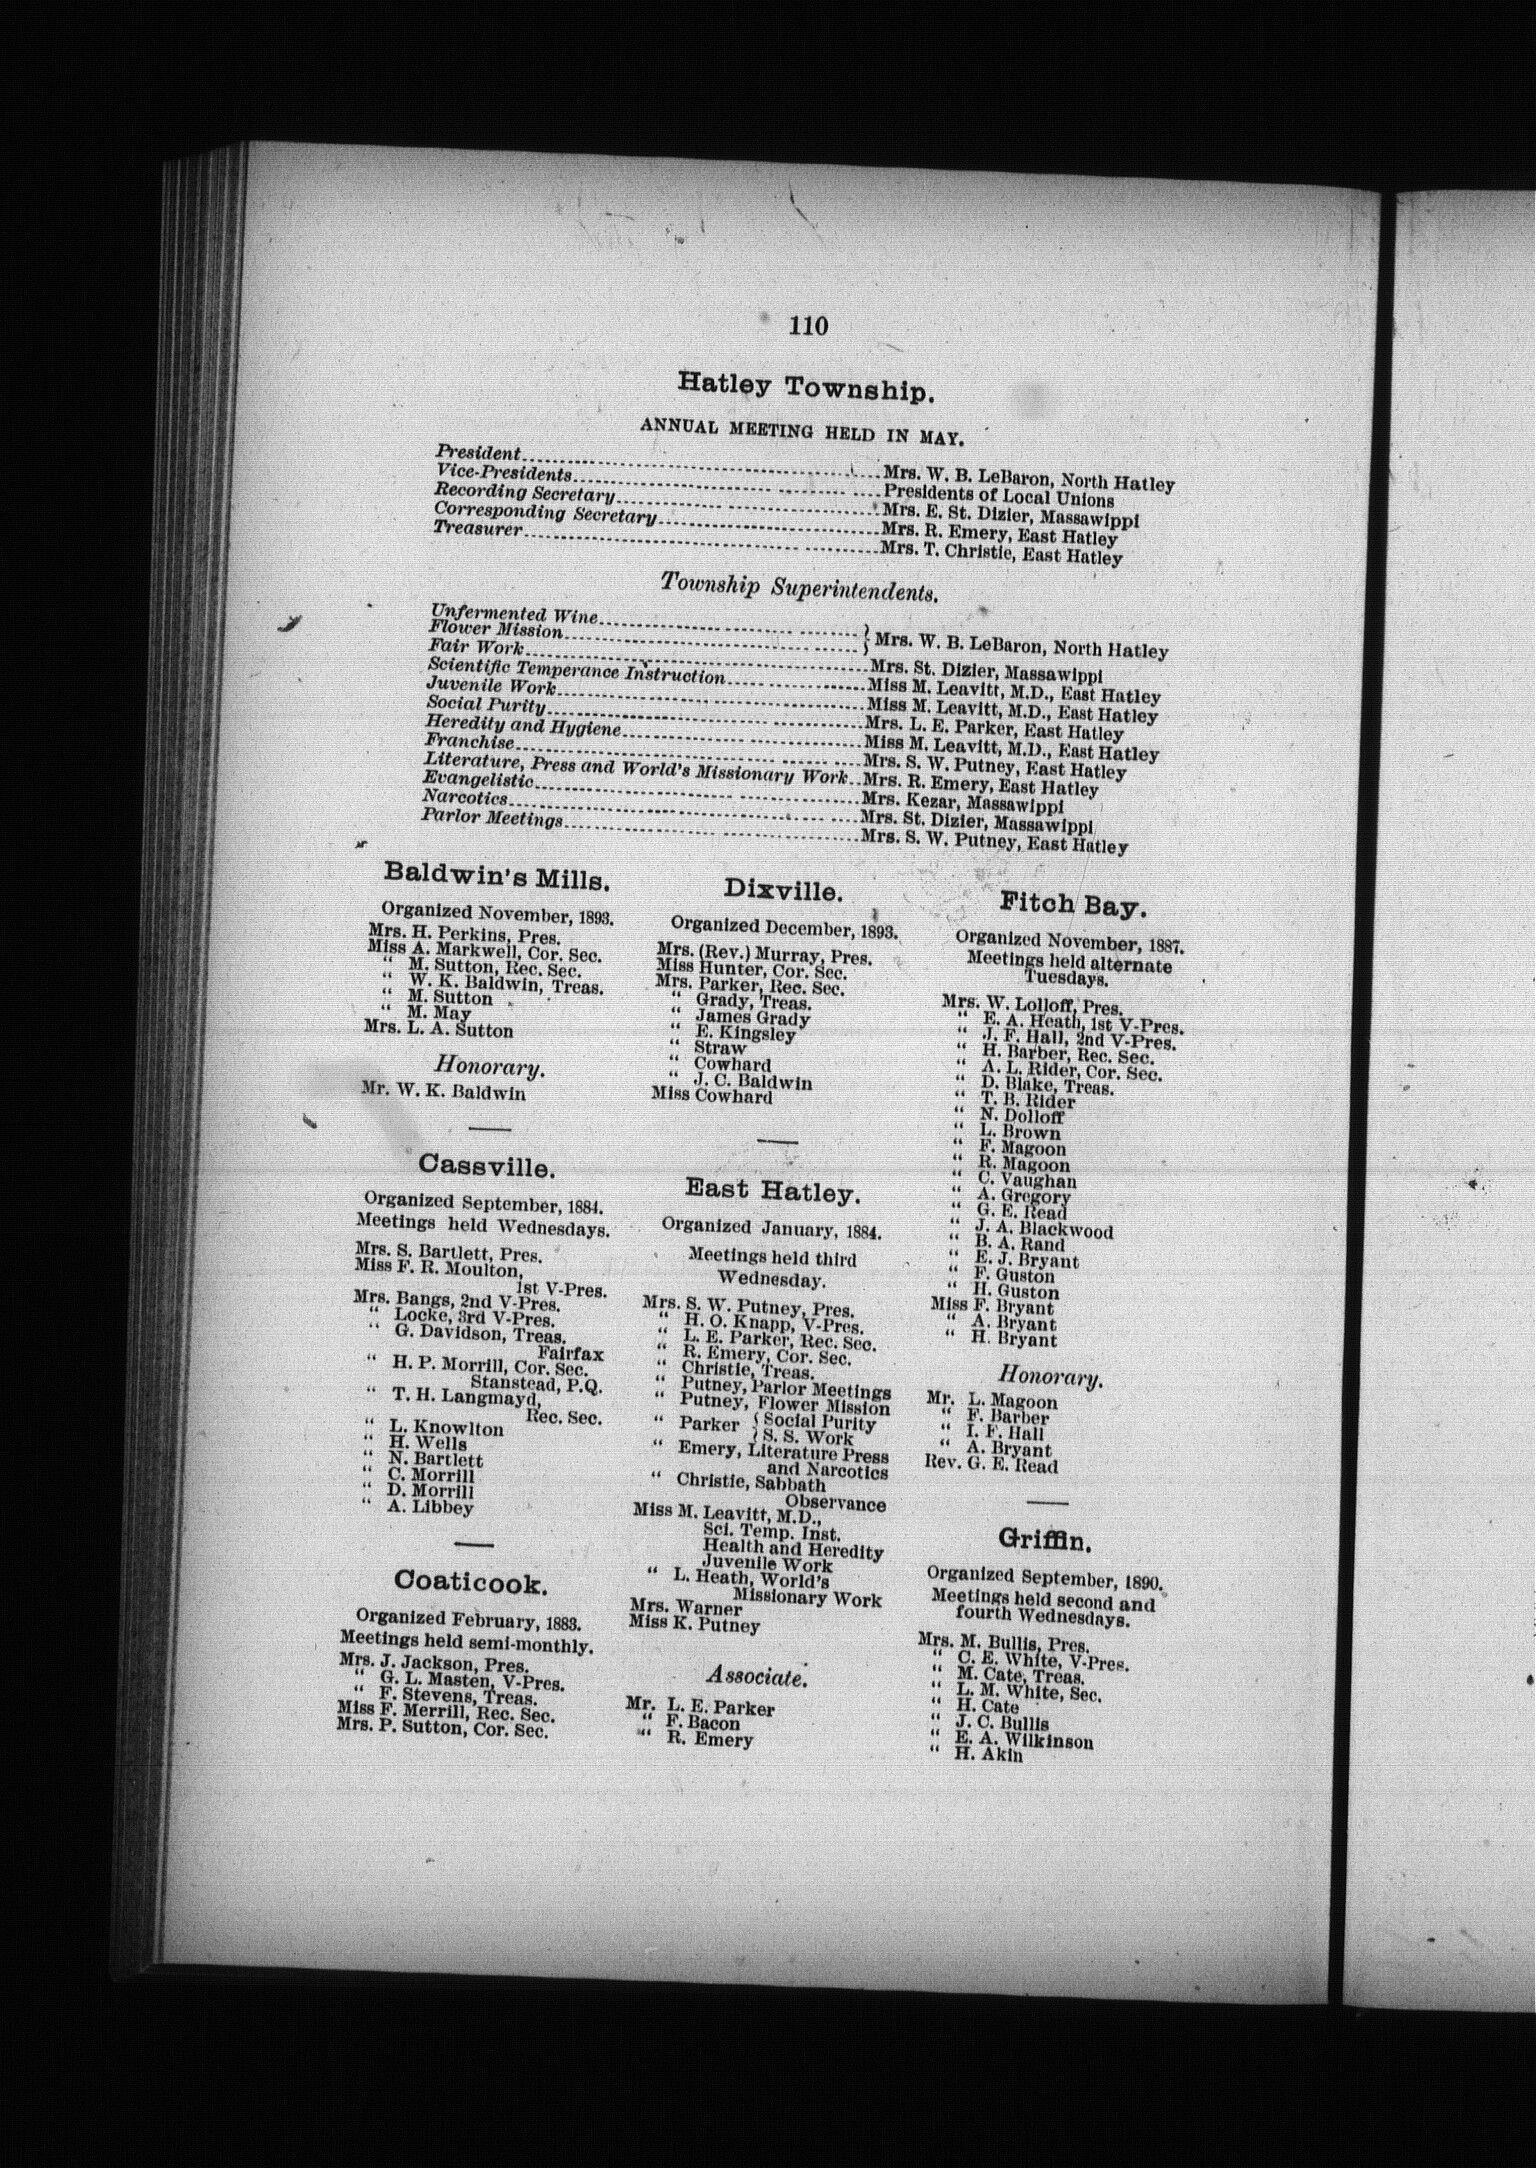 110
Hatley Township.
ANNUAL MEETING HELD IN MAY.
President........Mrs. W. B. LeBaron, North Hatley
Vice-Presidents........Presidents of Local Unions
Recording Secretary........Mrs. E. St. Dizier, Massawippi
Corresponding Secretary........Mrs. R. Emery, East Hatley
Treasurer........Mrs. T. Christie, East Hatley
Township Superintendents.
Unfermented Wine........
Flower Mission........} Mrs. W. B. LeBaron, North Hatley
Fair Work........Mrs. St. Dizier, Massawippi
Scientific Temperance Instruction........Miss M. Leavitt, M.D., East Hatley
Juvenile Work........Miss M. Leavitt, M.D., East Hatley
Social Purity........Mrs. L. E. Parker, East Hatley
Heredity and Hygiene........Miss M. Leavitt, M.D., East Hatley
Franchise........Mrs. S. W. Putney, East Hatley
Literature, Press and World's Missionary Work..Mrs. R. Emery, East Hatley
Evangelistic........Mrs. Kezar, Massawippi
Narcotics........Mrs. St. Dizier, Massawippi
Parlor Meetings........Mrs. S. W. Putney, East Hatley
Baldwin's Mills.
Organized November, 1893.
Mrs. H. Perkins, Pres.
Miss A. Markwell, Cor. Sec.
" M. Sutton, Rec. Sec.
" W. K. Baldwin, Treas.
" M. Sutton
" M. May
Mrs. L. A. Sutton
Honorary.
Mr. W. K. Baldwin
Cassville.
Organized September, 1884.
Meetings held Wednesdays.
Mrs. S. Bartlett, Pres.
Miss F. R. Moulton,
1st V-Pres.
Mrs. Bangs, 2nd V-Pres.
" Locke, 3rd V-Pres.
" G. Davidson, Treas.
Fairfax
" H. P. Morrill, Cor. Sec.
Stanstead, P.Q.
" T. H. Langmayd,
Rec. Sec.
" L. Knowlton
" H. Wells
" N. Bartlett
" C. Morrill
" D. Morrill
" A. Libbey
Coaticook.
Organized February, 1883.
Meetings held semi-monthly.
Mrs. J. Jackson, Pres.
" G. L. Masten, V-Pres.
" F. Stevens, Treas.
Miss F. Merrill, Rec. Sec.
Mrs. P. Sutton, Cor. Sec.
Dixville.
Organized December, 1893.
Mrs. (Rev.) Murray, Pres.
Miss Hunter, Cor. Sec.
Mrs. Parker, Rec. Sec.
" Grady, Treas.
" James Grady
" E. Kingsley
" Straw
" Cowhard
" J. C. Baldwin
Miss Cowhard
East Hatley.
Organized January, 1884.
Meetings held third
Wednesday.
Mrs. S. W. Putney, Pres.
" H. O. Knapp, V-Pres.
" L. E. Parker, Rec. Sec.
" R. Emery, Cor. Sec.
" Christie, Treas.
" Putney, Parlor Meetings
" Putney, Flower Mission
" Parker { Social Purity
{ S. S. Work
" Emery, Literature Press
and Narcotics
" Christie, Sabbath
Observance
Miss M. Leavitt, M.D.,
Sci. Temp. Inst.
Health and Heredity
Juvenile Work
" L. Heath, World's
Missionary Work
Mrs. Warner
Miss K. Putney
Associate.
Mr. L. E. Parker
" F. Bacon
" R. Emery
Fitch Bay.
Organized November, 1887.
Meetings held alternate
Tuesdays.
Mrs. W. Lolloff, Pres.
" E. A. Heath, 1st V-Pres.
" J. F. Hall, 2nd V-Pres.
" H. Barber, Rec. Sec.
" A. L. Rider, Cor. Sec.
" D. Blake, Treas.
" T. B. Rider
" N. Dolloff
" L. Brown
" F. Magoon
" R. Magoon
" C. Vaughan
" A. Gregory
" G. E. Read
" J. A. Blackwood
" B. A. Rand
" E. J. Bryant
" F. Guston
" H. Guston
Miss F. Bryant
" A. Bryant
" H. Bryant
Honorary.
Mr. L. Magoon
" F. Barber
" I. F. Hall
" A. Bryant
Rev. G. E. Read
Griffin.
Organized September, 1890.
Meetings held second and
fourth Wednesdays.
Mrs. M. Bullis, Pres.
" C. E. White, V-Pres.
" M. Cate, Treas.
" L. M. White, Sec.
" H. Cate
" J. C. Bullis
" E. A. Wilkinson
" H. Akin